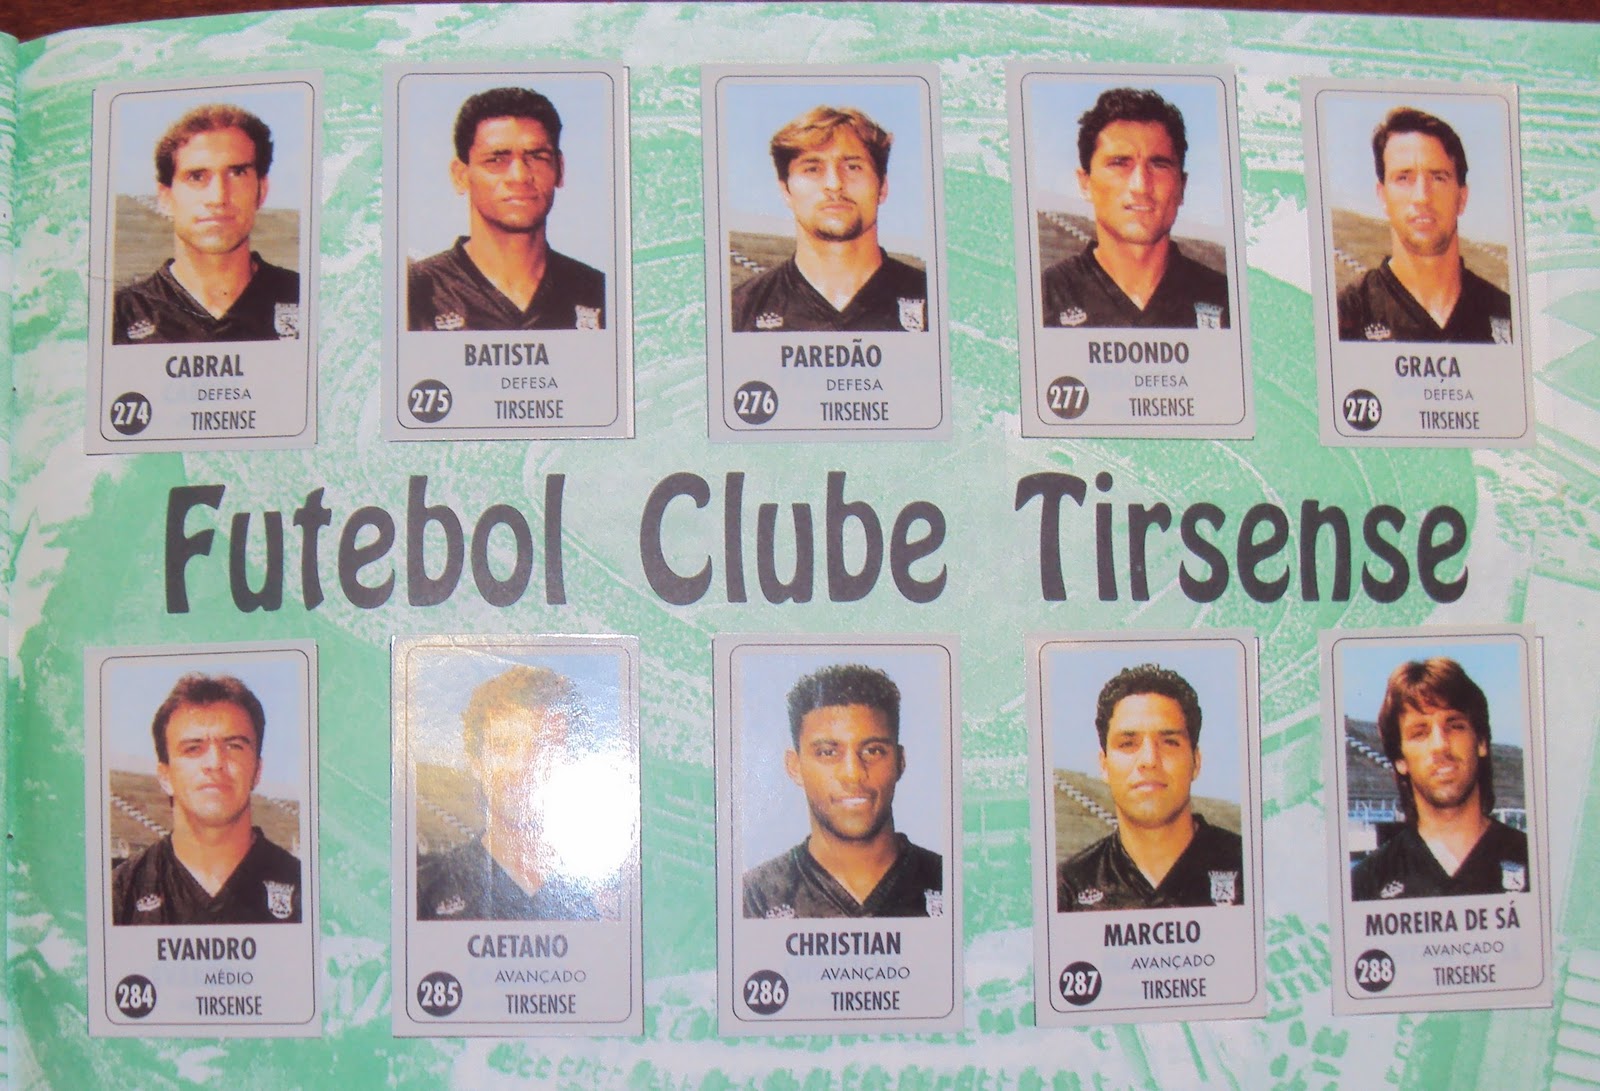 CABRAL
DEFESA
274
TIRSENSE
BATISTA
DEFESA
275
TIRSENSE
PAREDÃO
DEFESA
276
TIRSENSE
REDONDO
DEFESA
277
TIRSENSE
GRAÇA
DEFESA
278
TIRSENSE
Futebol Clube Tirsense
EVANDRO
MÉDIO
284
TIRSENSE
CAETANO
AVANÇADO
285
TIRSENSE
CHRISTIAN
AVANÇADO
286
TIRSENSE
MARCELO
AVANÇADO
287
TIRSENSE
MOREIRA DE SÁ
AVANÇADO
288
TIRSENSE